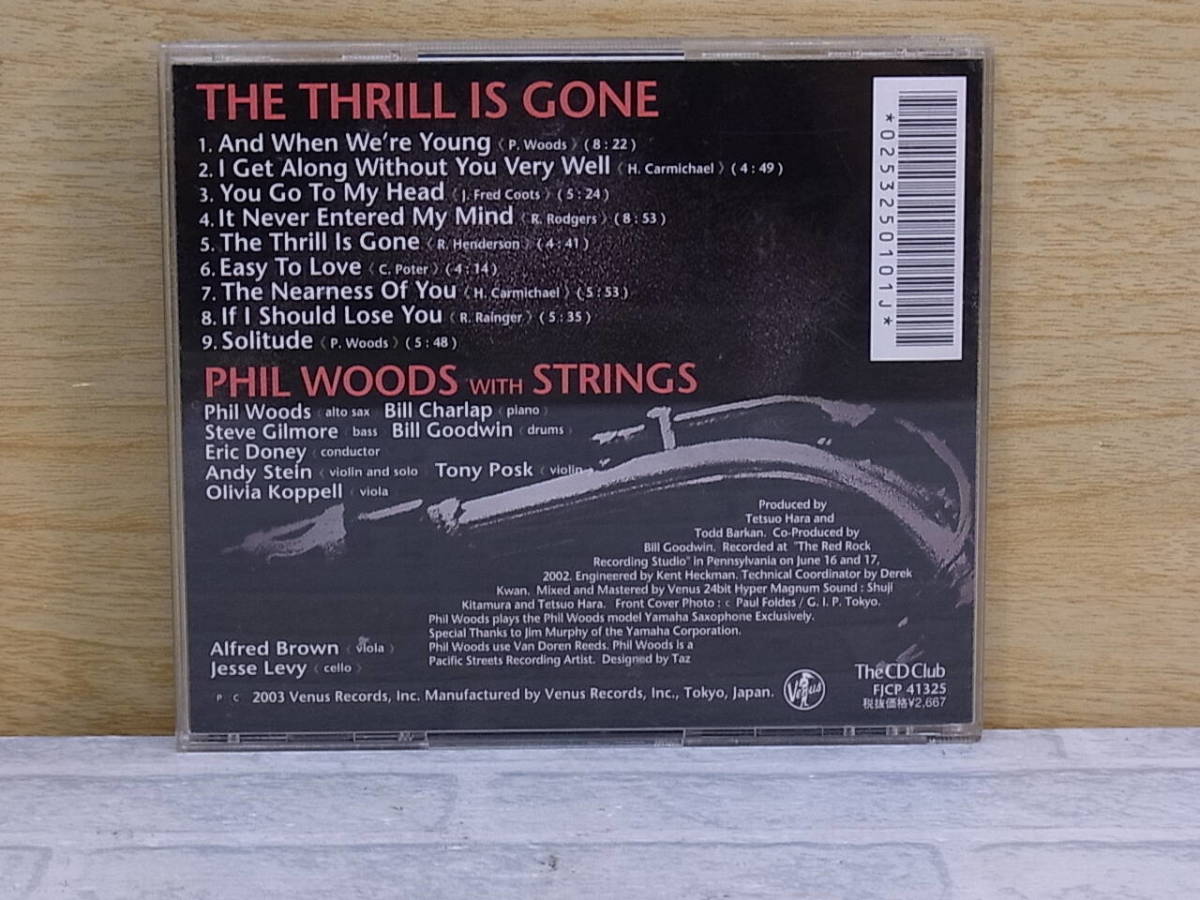 THE THRILL IS GONE
1. And When We're Young 〈 P. Woods 〉 ( 8 : 22 )
2. I Get Along Without You Very Well 〈 H. Carmichael 〉 ( 4 : 49 )
3. You Go To My Head 〈 J. Fred Coots 〉 ( 5 : 24 )
4. It Never Entered My Mind 〈 R. Rodgers 〉 ( 8 : 53 )
5. The Thrill Is Gone 〈 R. Henderson 〉 ( 4 : 41 )
6. Easy To Love 〈 C. Poter 〉 ( 4 : 14 )
7. The Nearness Of You 〈 H. Carmichael 〉 ( 5 : 53 )
8. If I Should Lose You 〈 R. Rainger 〉 ( 5 : 35 )
9. Solitude 〈 P. Woods 〉 ( 5 : 48 )
*0253250101J*
PHIL WOODS WITH STRINGS
Phil Woods 〈 alto sax 〉 Bill Charlap 〈 piano 〉
Steve Gilmore 〈 bass 〉 Bill Goodwin 〈 drums 〉
Eric Doney 〈 conductor
Andy Stein 〈 violin and solo 〉 Tony Posk 〈 violin
Olivia Koppell 〈 viola
Alfred Brown 〈 viola 〉
Jesse Levy 〈 cello 〉
Produced by
Tetsuo Hara and
Todd Barkan. Co-Produced by
Bill Goodwin. Recorded at "The Red Rock
Recording Studio" in Pennsylvania on June 16 and 17,
2002. Engineered by Kent Heckman. Technical Coordinator by Derek
Kwan. Mixed and Mastered by Venus 24bit Hyper Magnum Sound : Shuji
Kitamura and Tetsuo Hara. Front Cover Photo : c Paul Foldes / G. I. P. Tokyo.
Phil Woods plays the Phil Woods model Yamaha Saxophone Exclusively.
Special Thanks to Jim Murphy of the Yamaha Corporation.
Phil Woods use Van Doren Reeds. Phil Woods is a
Pacific Streets Recording Artist. Designed by Taz
P C 2003 Venus Records, Inc. Manufactured by Venus Records, Inc., Tokyo, Japan.
Venus
The CD Club
FJCP 41325
税抜価格¥2,667